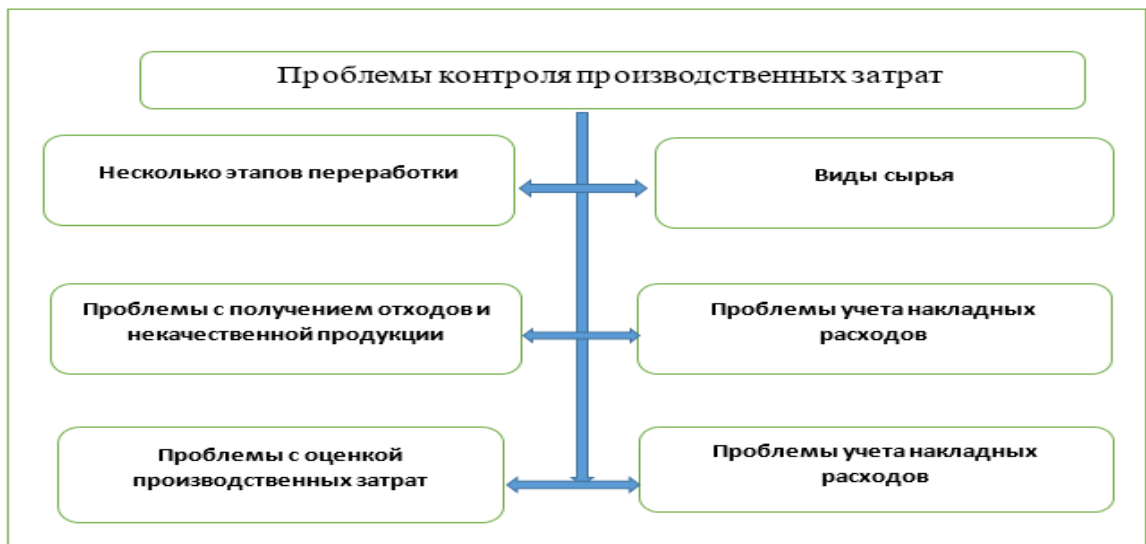 Проблемы контроля производственных затрат
Несколько этапов переработки
Виды сырья
Проблемы с получением отходов и
некачественной продукции
Проблемы учета накладных
расходов
Проблемы с оценкой
производственных затрат
Проблемы учета накладных
расходов